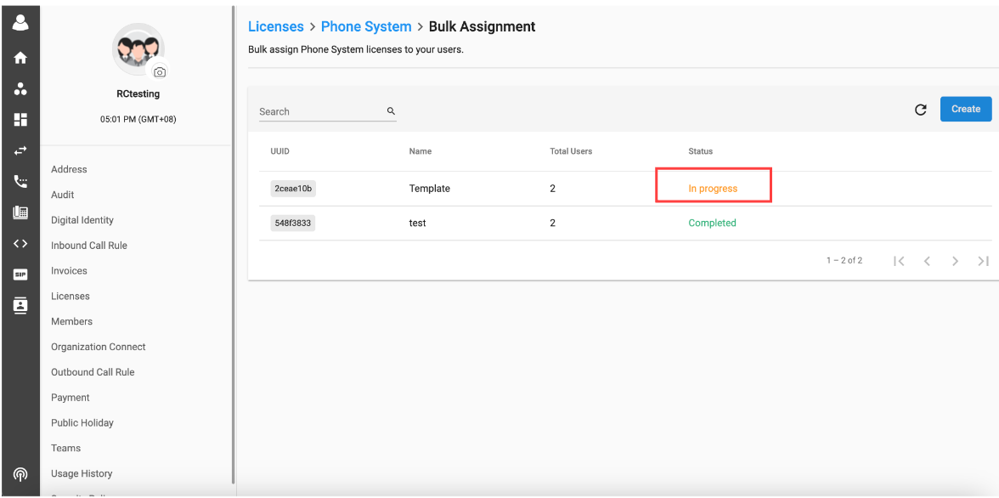 Licenses > Phone System > Bulk Assignment
Bulk assign Phone System licenses to your users.
RCtesting
05:01 PM (GMT+08)
Address
Audit
Digital Identity
Inbound Call Rule
Invoices
Licenses
Members
Organization Connect
Outbound Call Rule
Payment
Public Holiday
Teams
Usage History
SIP
Search
Create
UUID Name Total Users Status
2ceae10b Template 2 In progress
548f3833 test 2 Completed
1 – 2 of 2